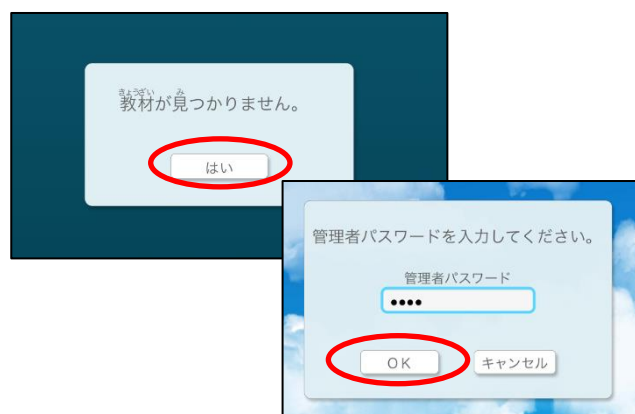 きょうざい み
教材が見つかりません。
はい
管理者パスワードを入力してください。
管理者パスワード
••••
OK キャンセル